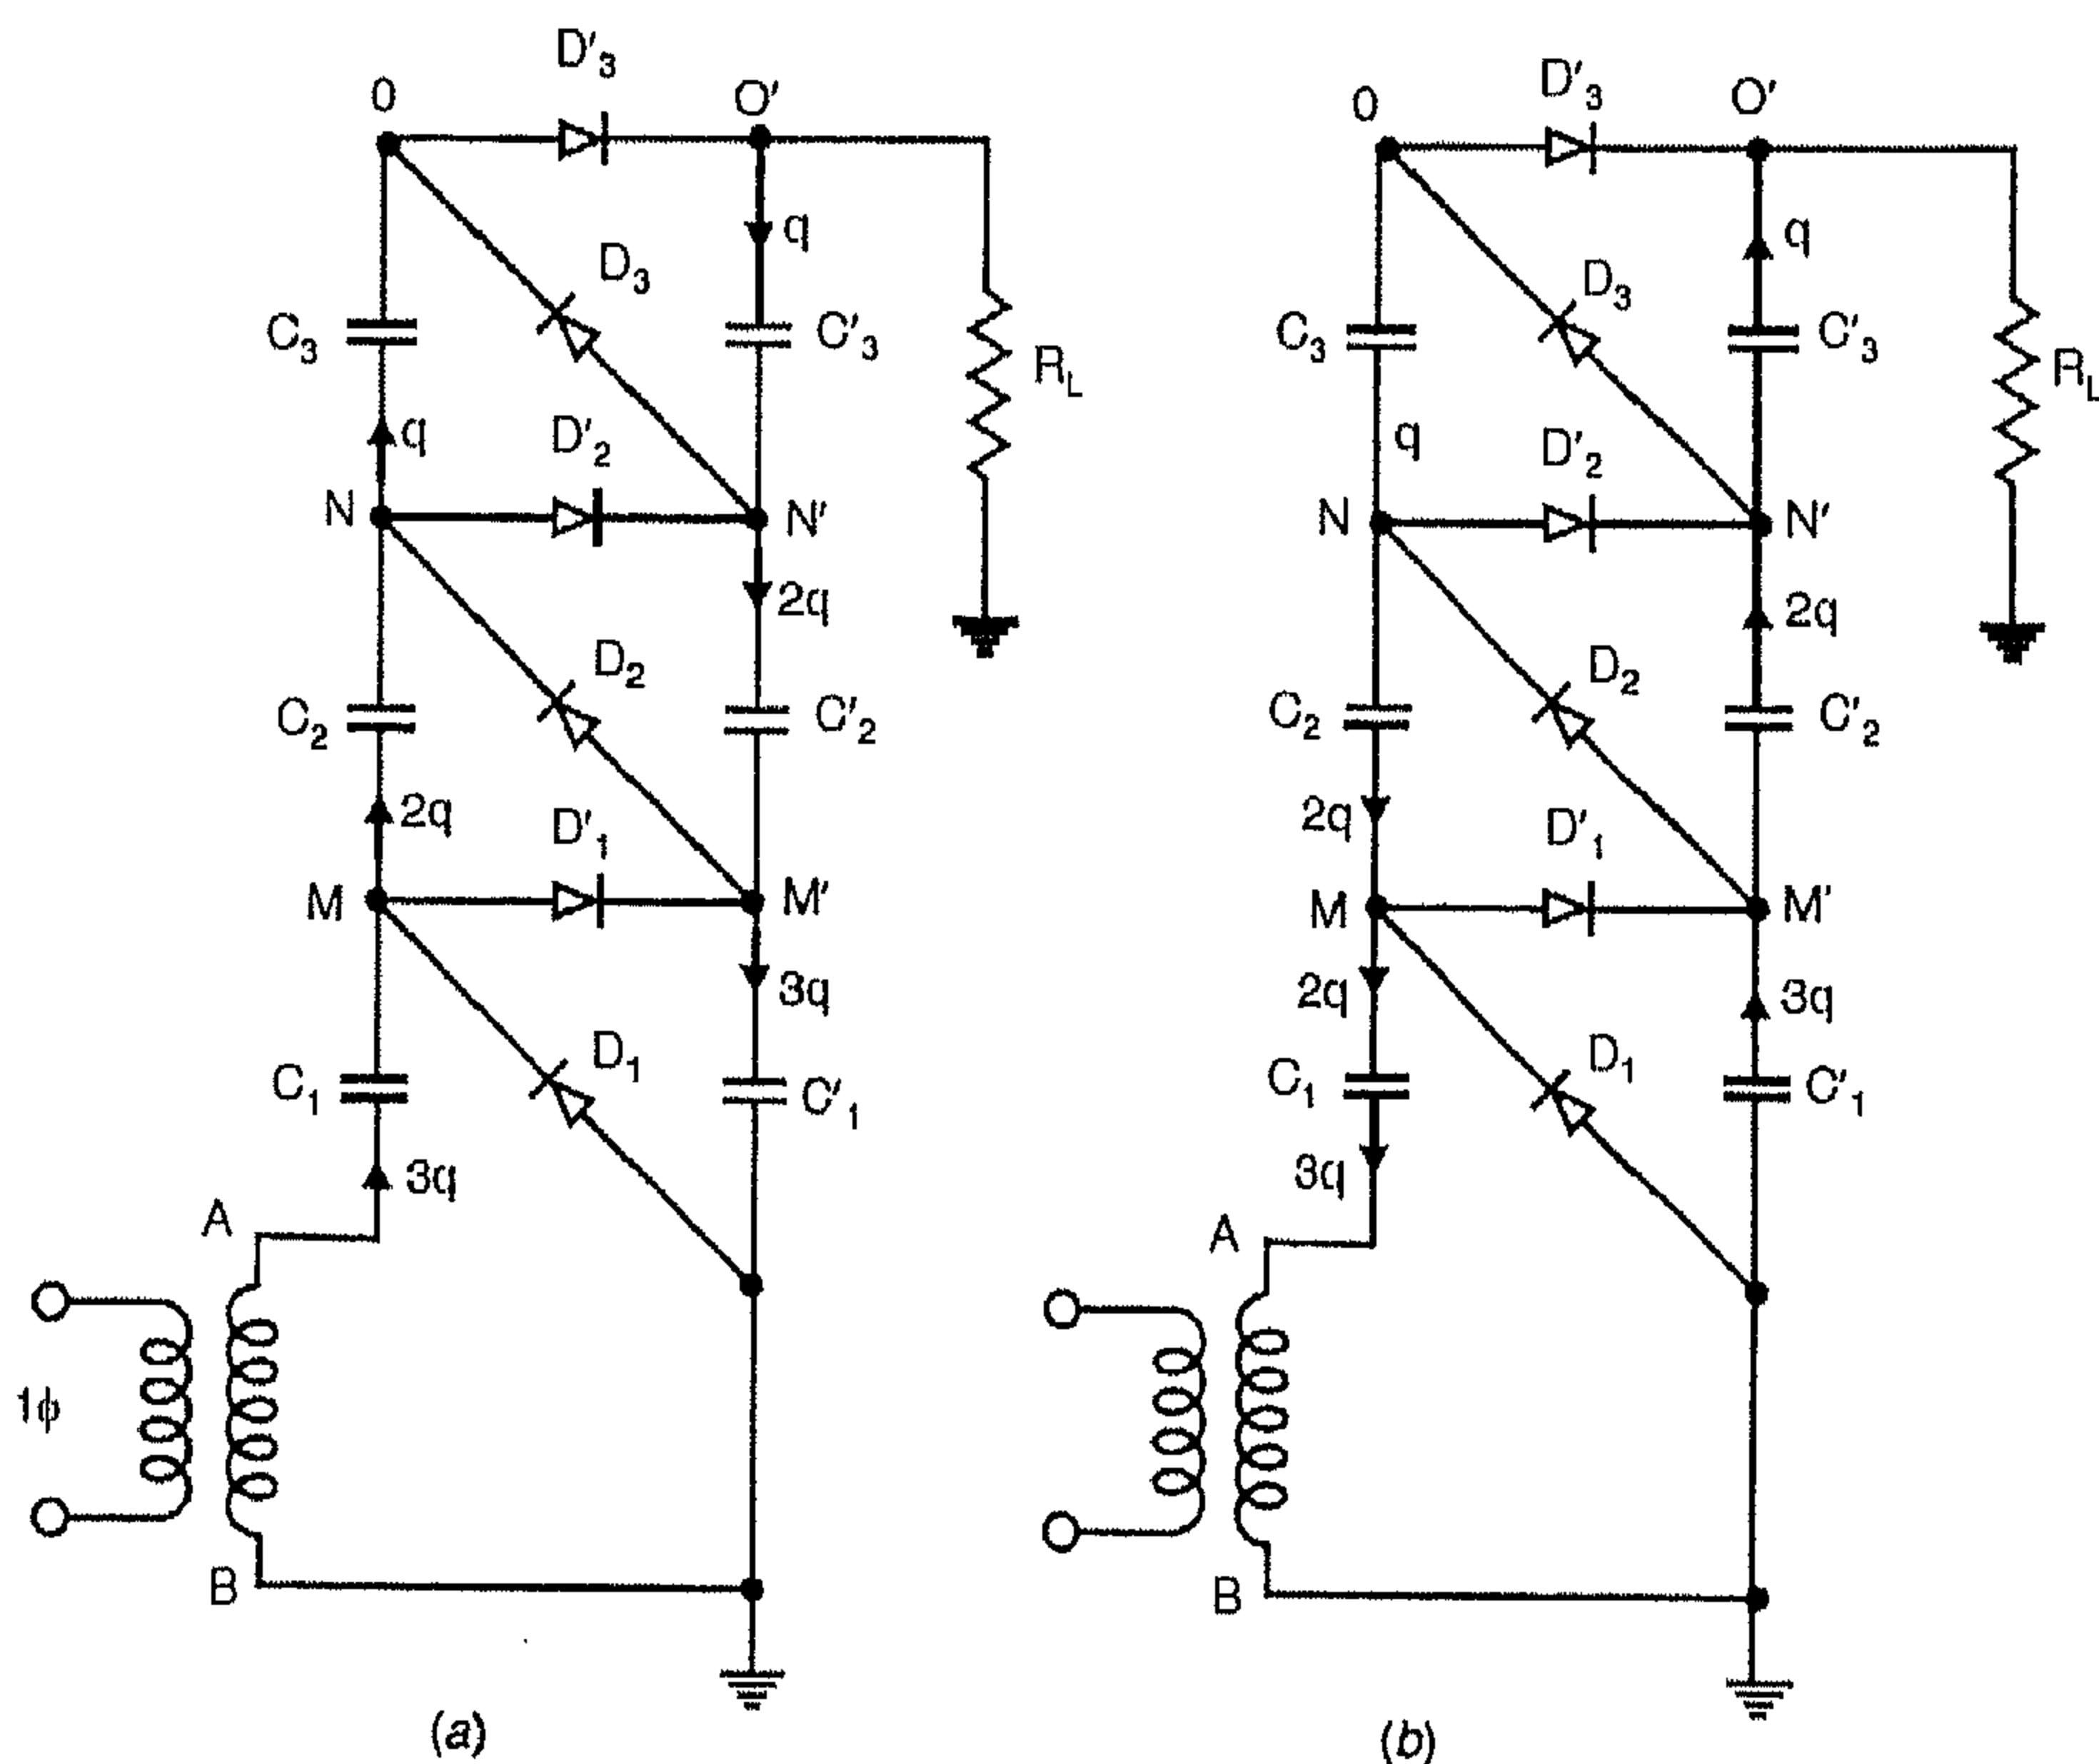 D'3
0
O'
q
D3
C3
C'3
RL
q
D'2
N
N'
2q
D2
C2
C'2
2q
D'1
M
M'
3q
D1
C1
C'1
3q
A
1ϕ
B
(a)
D'3
0
O'
q
D3
C3
C'3
RL
q
D'2
N
N'
2q
D2
C2
C'2
2q
D'1
M
M'
2q
3q
D1
C1
C'1
3q
A
B
(b)